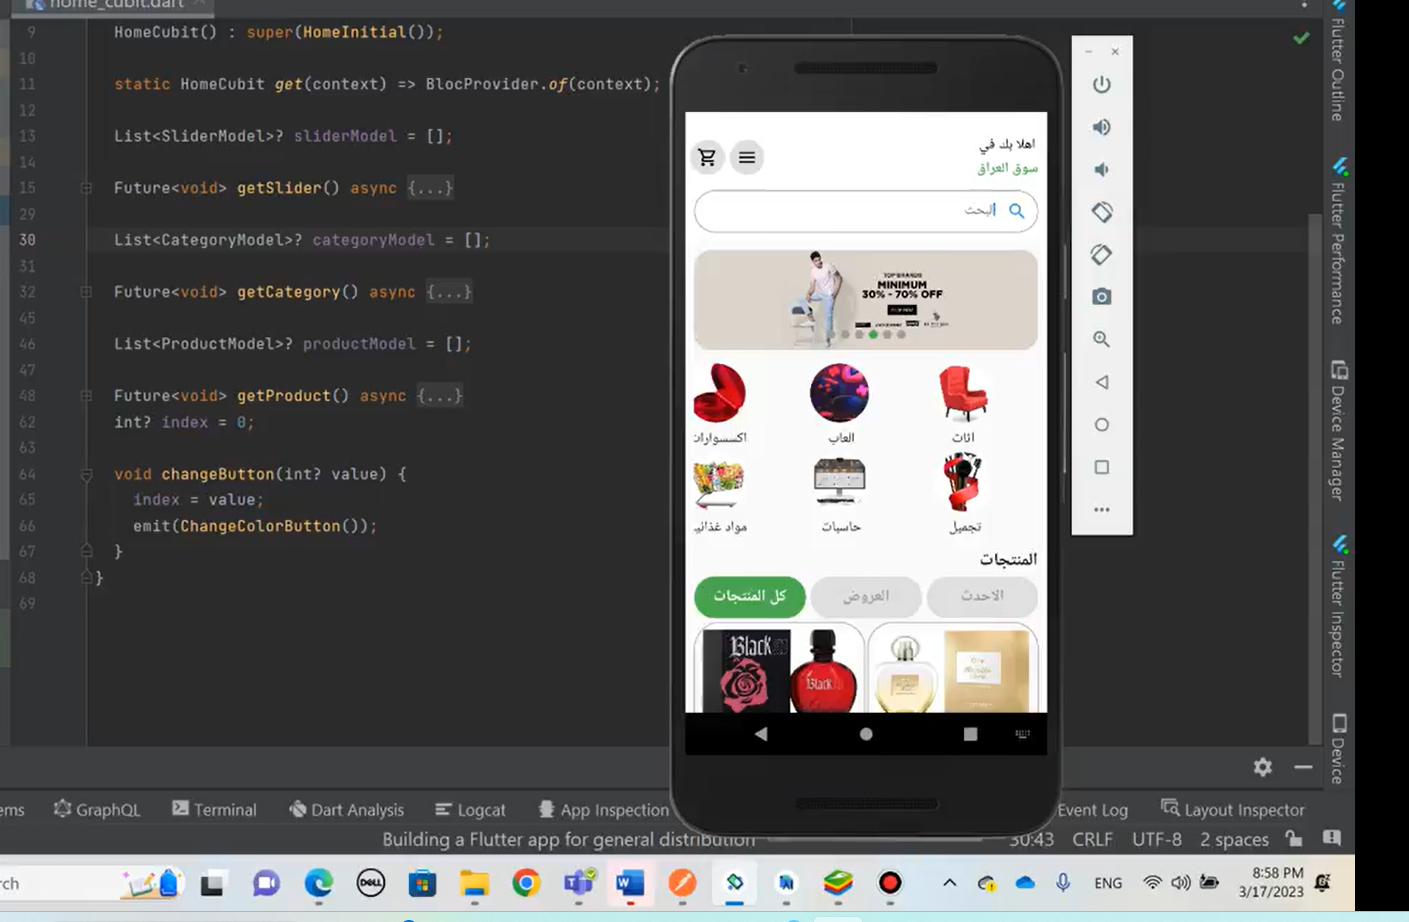 home_cubit.dart
9 HomeCubit() : super(HomeInitial());
10
11 static HomeCubit get(context) => BlocProvider.of(context);
12
13 List<SliderModel>? sliderModel = [];
14
15 Future<void> getSlider() async {...}
29
30 List<CategoryModel>? categoryModel = [];
31
32 Future<void> getCategory() async {...}
45
46 List<ProductModel>? productModel = [];
47
48 Future<void> getProduct() async {...}
62 int? index = 0;
63
64 void changeButton(int? value) {
65 index = value;
66 emit(ChangeColorButton());
67 }
68 }
69
اهلا بك في
سوق العراق
البحث
TOP BRANDS
MINIMUM
30% - 70% OFF
اثاث
العاب
اكسسوارات
تجميل
حاسبات
مواد غذائي
المنتجات
الاحدث
العروض
كل المنتجات
Black
Black
Flutter Outline
Flutter Performance
Device Manager
Flutter Inspector
Device
ems
GraphQL
Terminal
Dart Analysis
Logcat
App Inspection
Event Log
Layout Inspector
Building a Flutter app for general distribution
30:43 CRLF UTF-8 2 spaces
rch
DELL
ENG
8:58 PM
3/17/2023